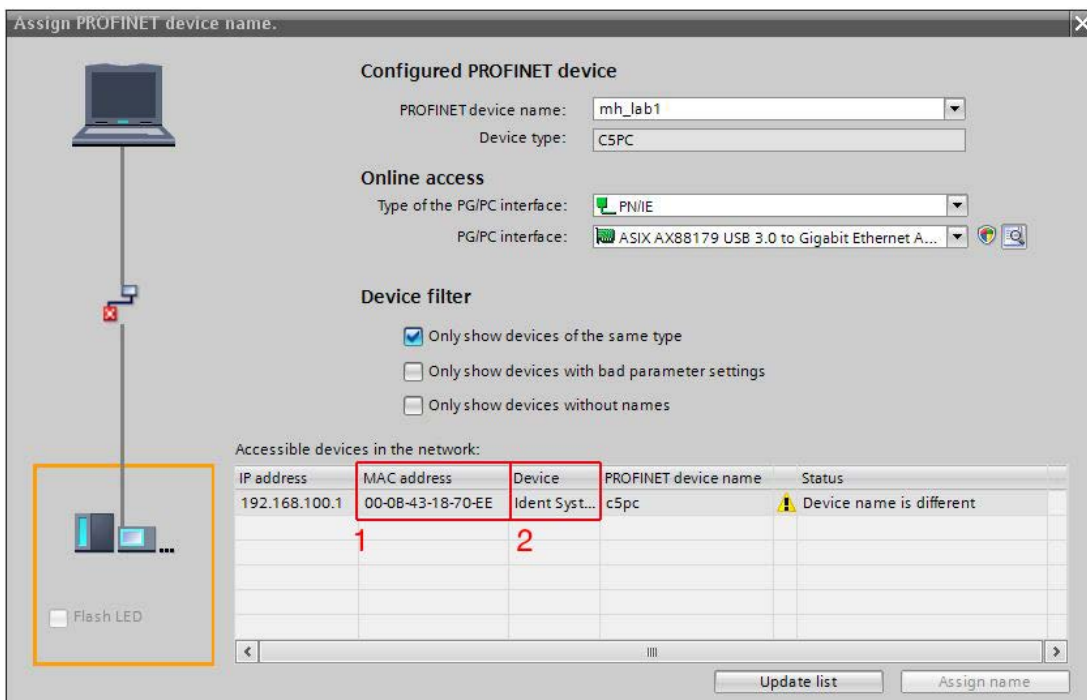 Assign PROFINET device name.
Configured PROFINET device
PROFINET device name: mh_lab1
Device type: C5PC
Online access
Type of the PG/PC interface: PN/IE
PG/PC interface: ASIX AX88179 USB 3.0 to Gigabit Ethernet A...
Device filter
Only show devices of the same type
Only show devices with bad parameter settings
Only show devices without names
Accessible devices in the network:
IP address MAC address Device PROFINET device name Status
192.168.100.1 00-0B-43-18-70-EE Ident Syst... c5pc Device name is different
1 2
Flash LED
Update list Assign name